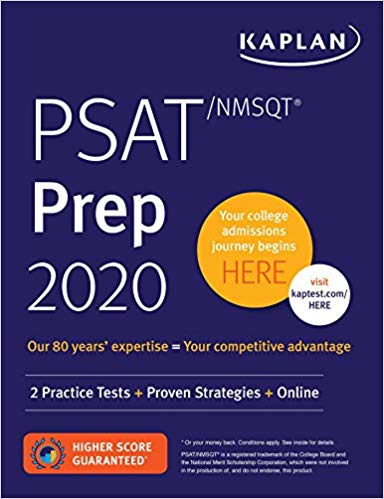 KAPLAN
PSAT/NMSQT®
Prep
2020
Your college
admissions
journey begins
HERE
visit
kaptest.com/
HERE
Our 80 years' expertise = Your competitive advantage
2 Practice Tests + Proven Strategies + Online
HIGHER SCORE
GUARANTEED*
* Or your money back. Conditions apply. See inside for details.
PSAT/NMSQT® is a registered trademark of the College Board and
the National Merit Scholarship Corporation, which were not involved
in the production of, and do not endorse, this product.